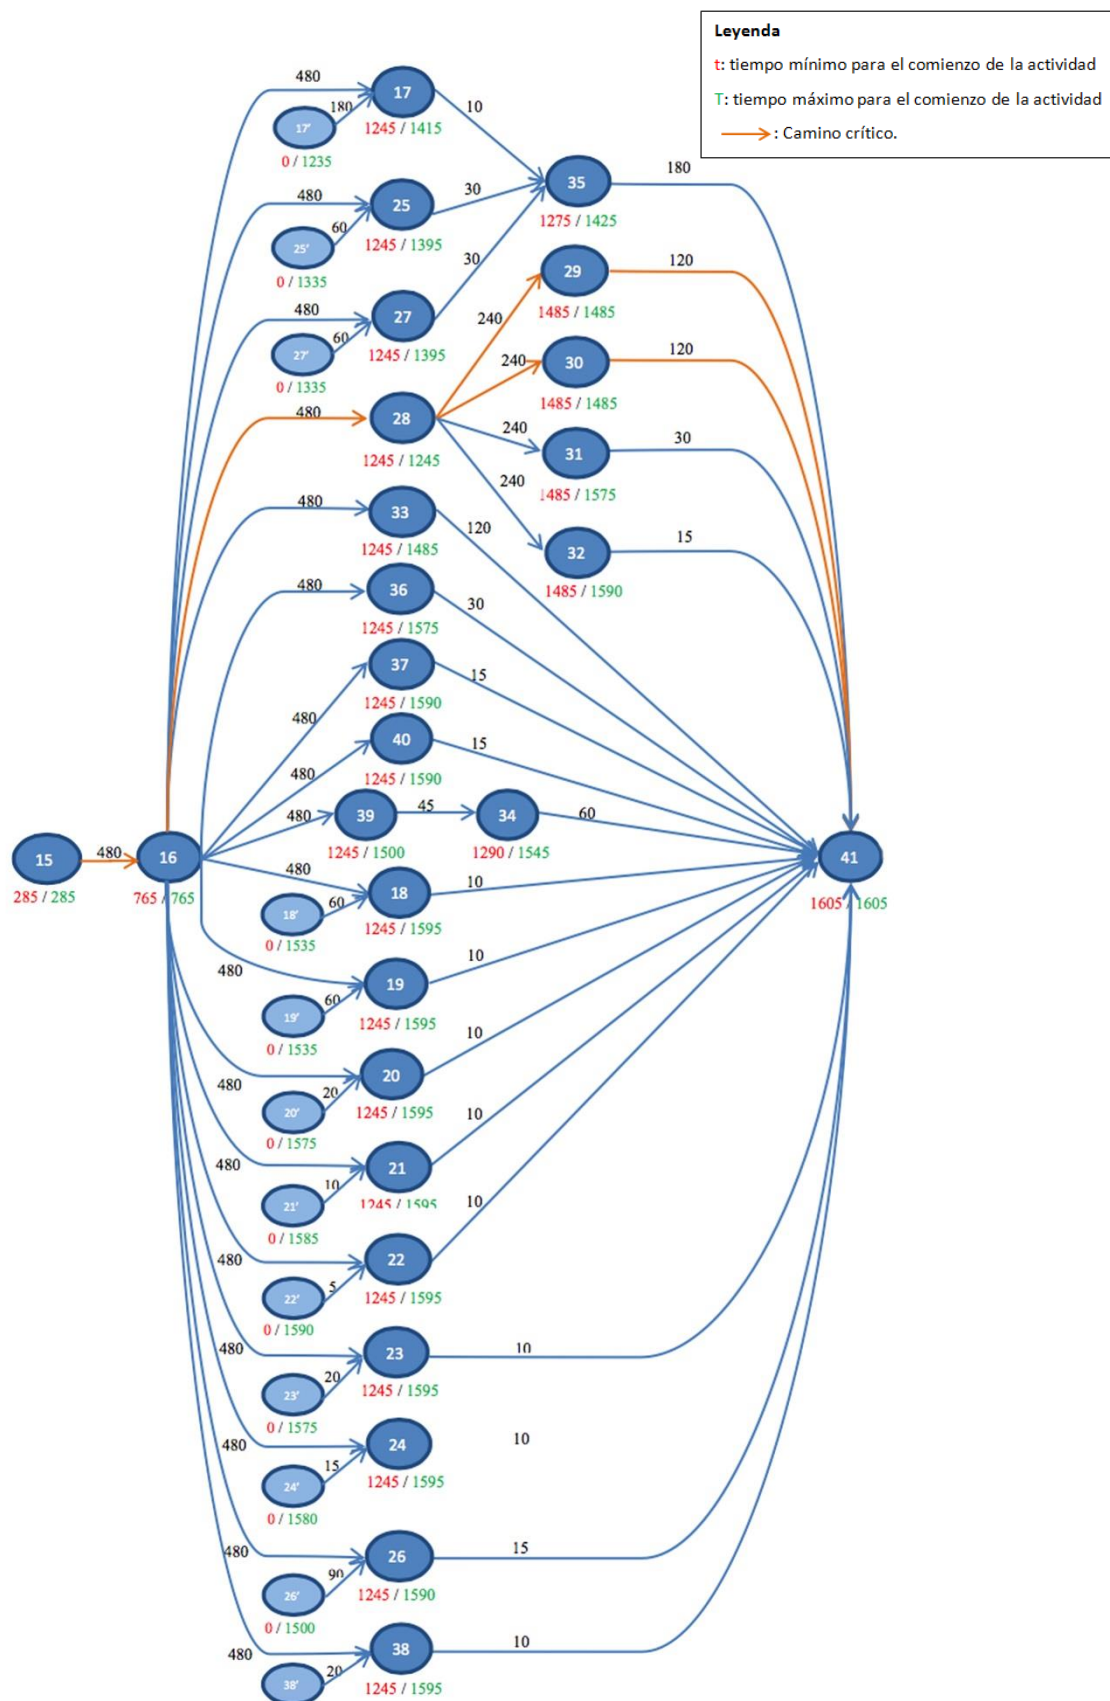 Leyenda
t: tiempo mínimo para el comienzo de la actividad
T: tiempo máximo para el comienzo de la actividad
: Camino crítico.
480
17
10
180
17'
1245 / 1415
0 / 1235
35
180
1275 / 1425
480
25
30
60
25'
1245 / 1395
0 / 1335
29
120
1485 / 1485
480
27
30
60
27'
1245 / 1395
0 / 1335
240
30
120
240
1485 / 1485
480
28
1245 / 1245
240
31
30
1485 / 1575
240
480
33
120
1245 / 1485
32
15
1485 / 1590
480
36
30
1245 / 1575
37
15
1245 / 1590
480
40
15
480
1245 / 1590
480
39
45
34
60
1245 / 1500
1290 / 1545
15
480
16
285 / 285
765 / 765
41
1605 / 1605
480
18
10
60
18'
1245 / 1595
0 / 1535
480
19
10
60
19'
1245 / 1595
0 / 1535
480
20
10
20
20'
1245 / 1595
0 / 1575
480
21
10
10
21'
1245 / 1595
0 / 1585
480
22
10
5
22'
1245 / 1595
0 / 1590
480
23
10
20
23'
1245 / 1595
0 / 1575
480
24
10
15
24'
1245 / 1595
0 / 1580
480
26
15
90
26'
1245 / 1590
0 / 1500
480
38
10
20
38'
1245 / 1595